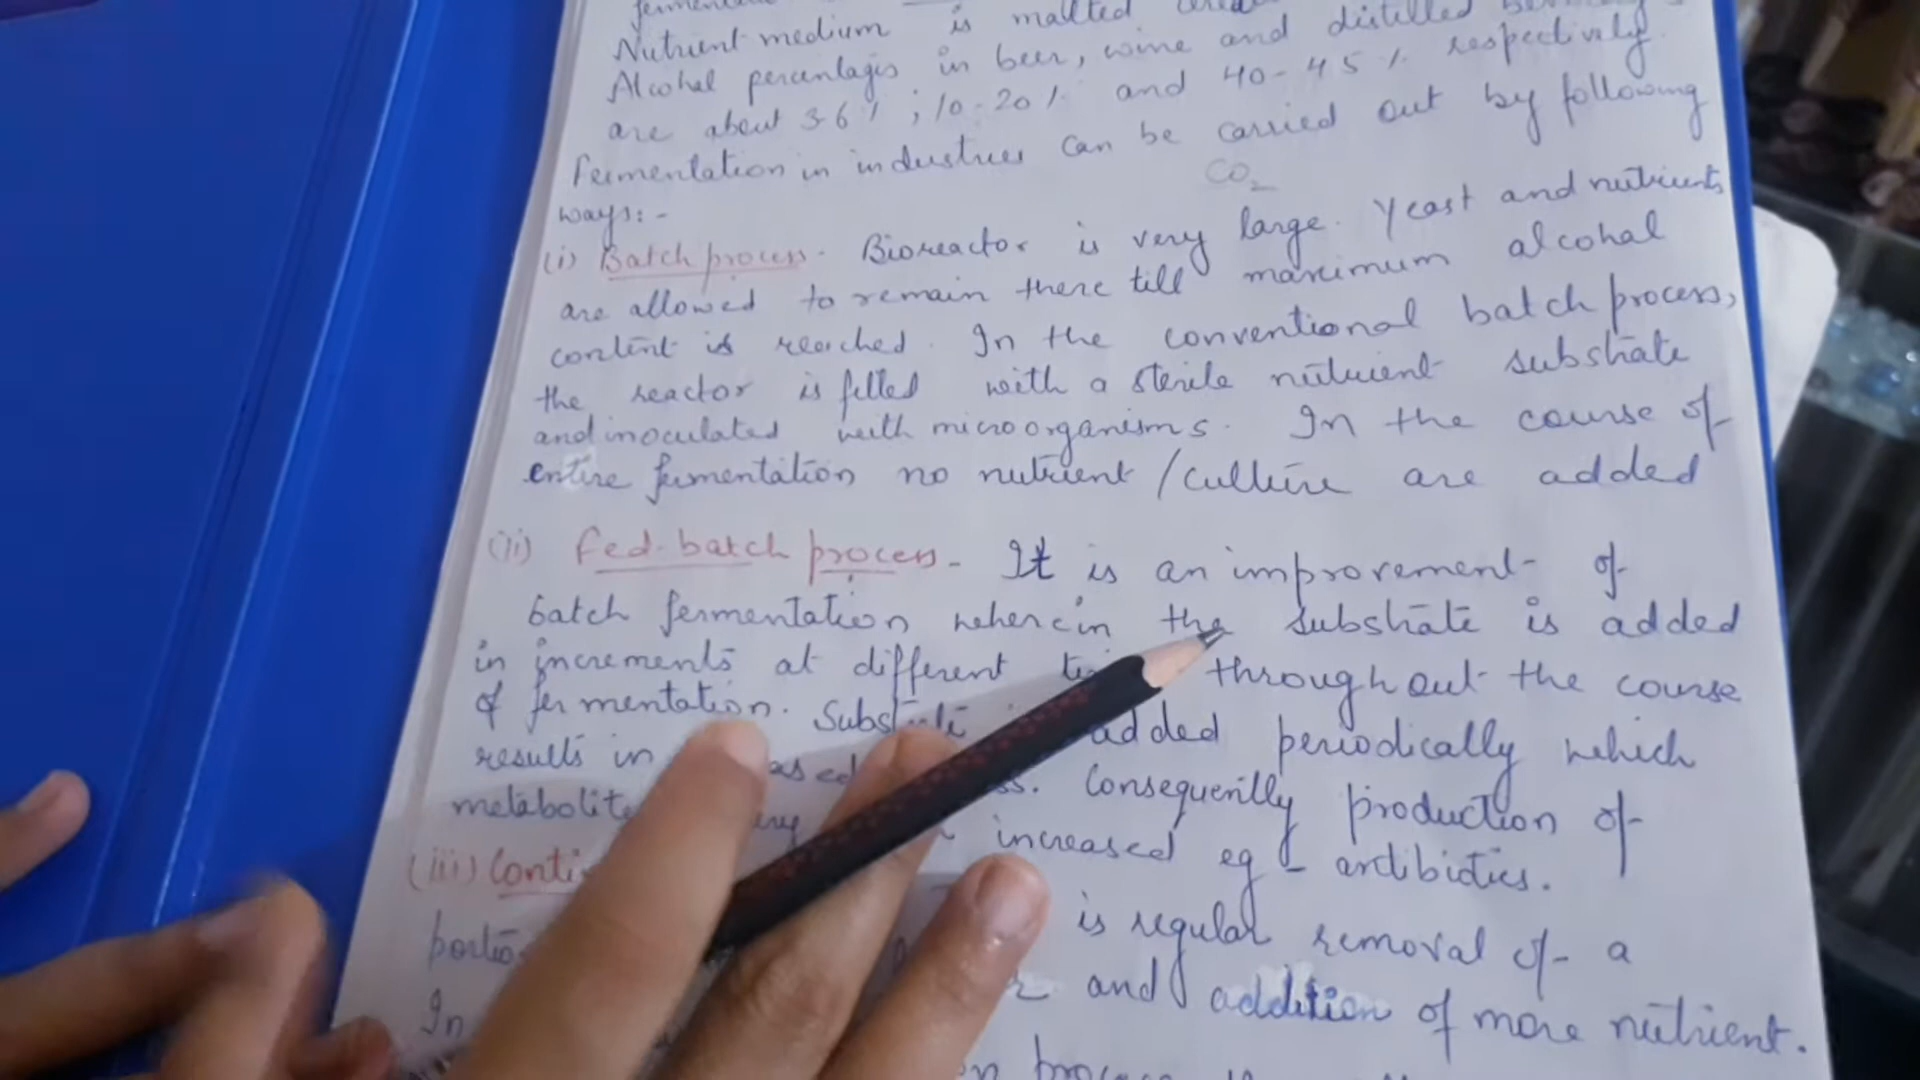 Nutrient medium is malted
Alcohol percentages in beer, wine and distilled
are about 3-6% ; 10-20% and 40-45% respectively.
fermentation in industries can be carried out by following
CO2
ways:-
(i) Batch process. Bioreactor is very large. Yeast and nutrients
are allowed to remain there till maximum alcohol
content is reached. In the conventional batch process,
the reactor is filled with a sterile nutrient substrate
and inoculated with microorganisms. In the course of
entire fermentation no nutrient/culture are added
(ii) Fed-batch process- It is an improvement of
batch fermentation wherein the substrate is added
in increments at different throughout the course
of fermentation. added periodically which
results in Consequently production of
increased eg - antibiotics.
(iii)
is regular removal of a
In and addition of more nutrient.